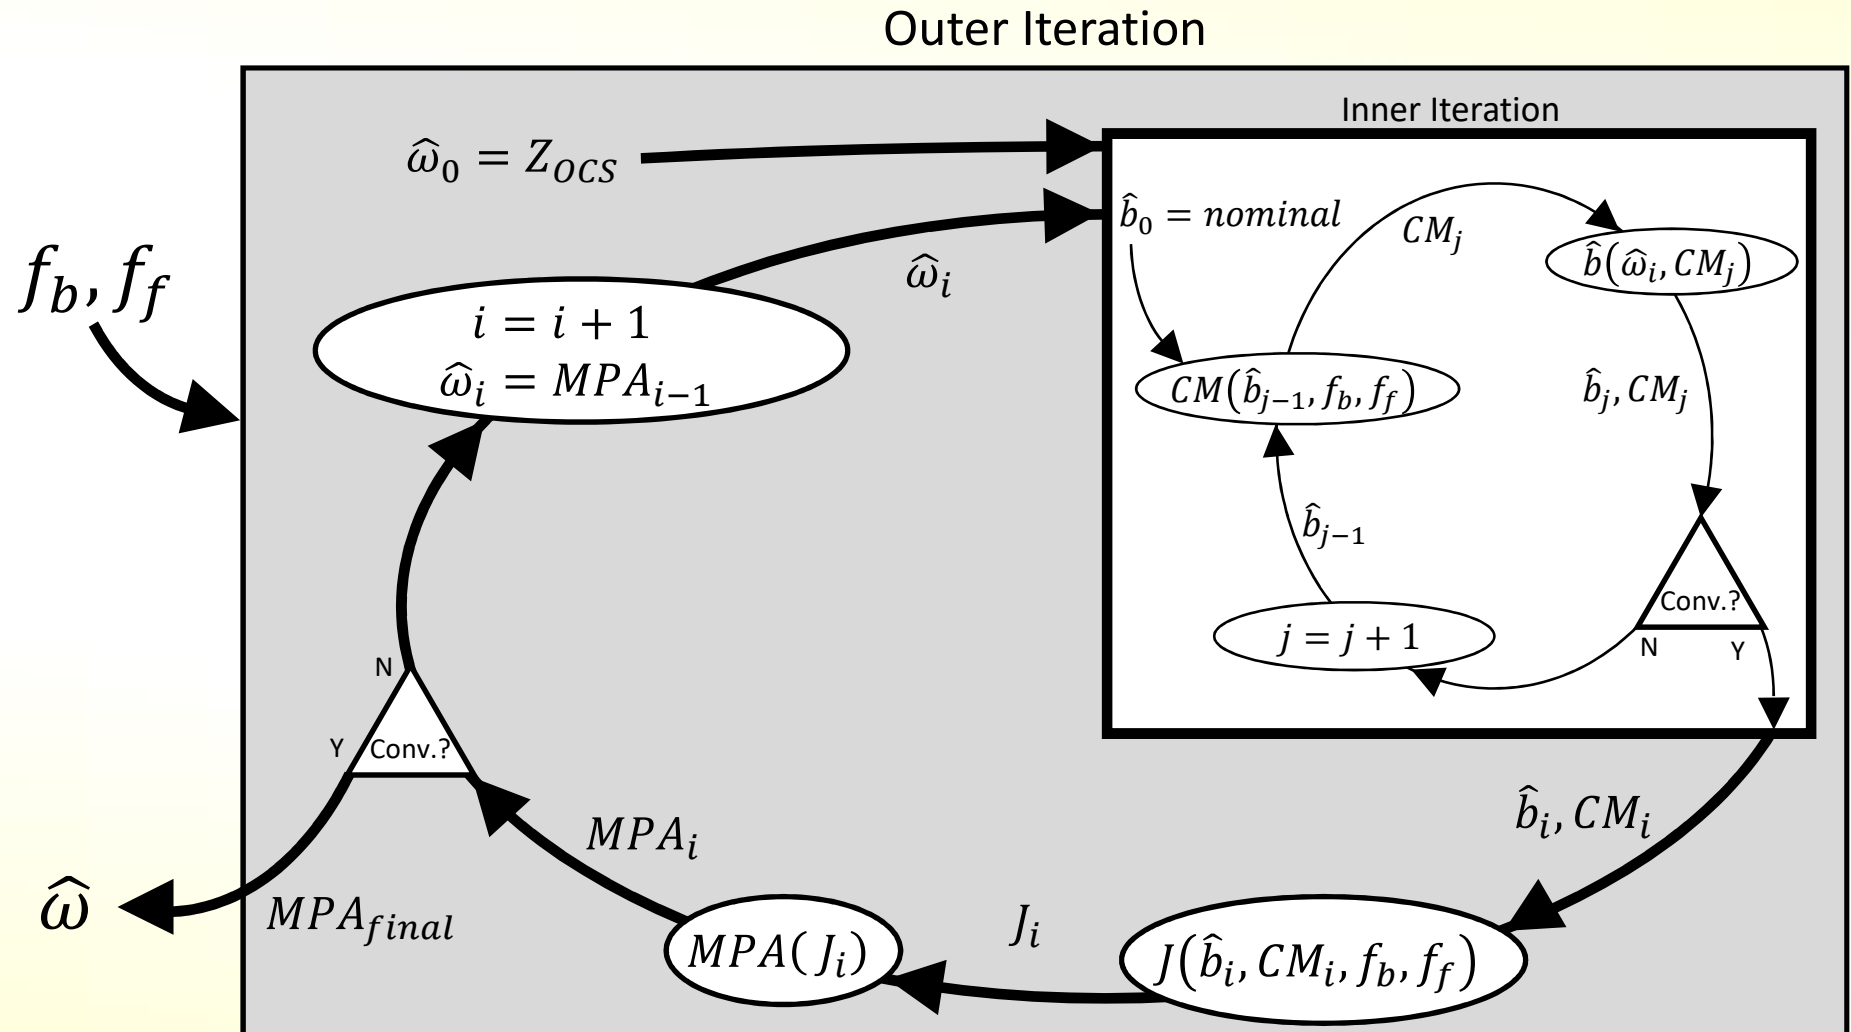 Outer Iteration
Inner Iteration
ω̂₀ = Z_OCS
f_b, f_f
i = i + 1
ω̂_i = MPA_{i−1}
ω̂_i
b̂₀ = nominal
CM_j
b̂(ω̂_i, CM_j)
CM(b̂_{j−1}, f_b, f_f)
b̂_j, CM_j
b̂_{j−1}
Conv.?
N
Y
j = j + 1
b̂_i, CM_i
J(b̂_i, CM_i, f_b, f_f)
J_i
MPA(J_i)
MPA_i
N
Y
Conv.?
MPA_final
ω̂